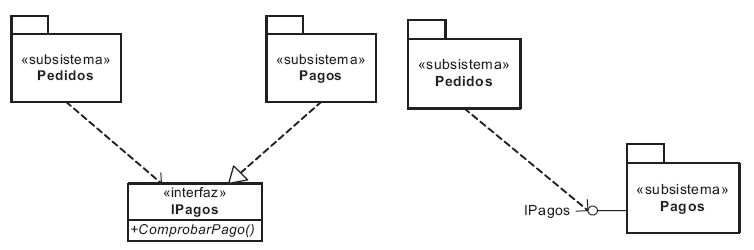 «subsistema»
Pedidos
«subsistema»
Pagos
«interfaz»
IPagos
+ComprobarPago()
«subsistema»
Pedidos
IPagos
«subsistema»
Pagos